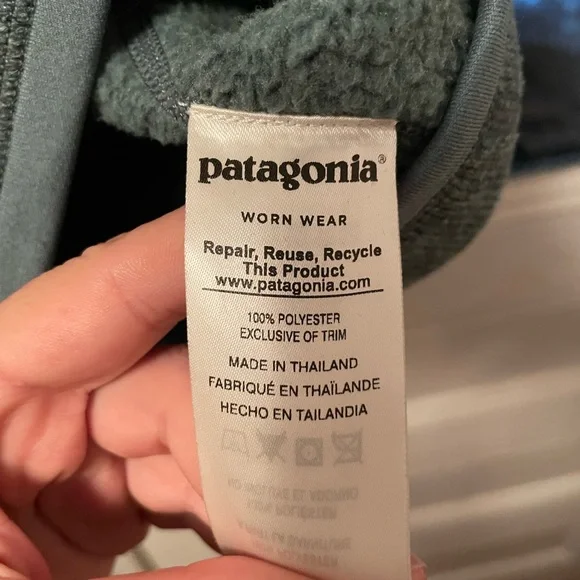 patagonia®
WORN WEAR
Repair, Reuse, Recycle
This Product
www.patagonia.com
100% POLYESTER
EXCLUSIVE OF TRIM
MADE IN THAILAND
FABRIQUÉ EN THAÏLANDE
HECHO EN TAILANDIA